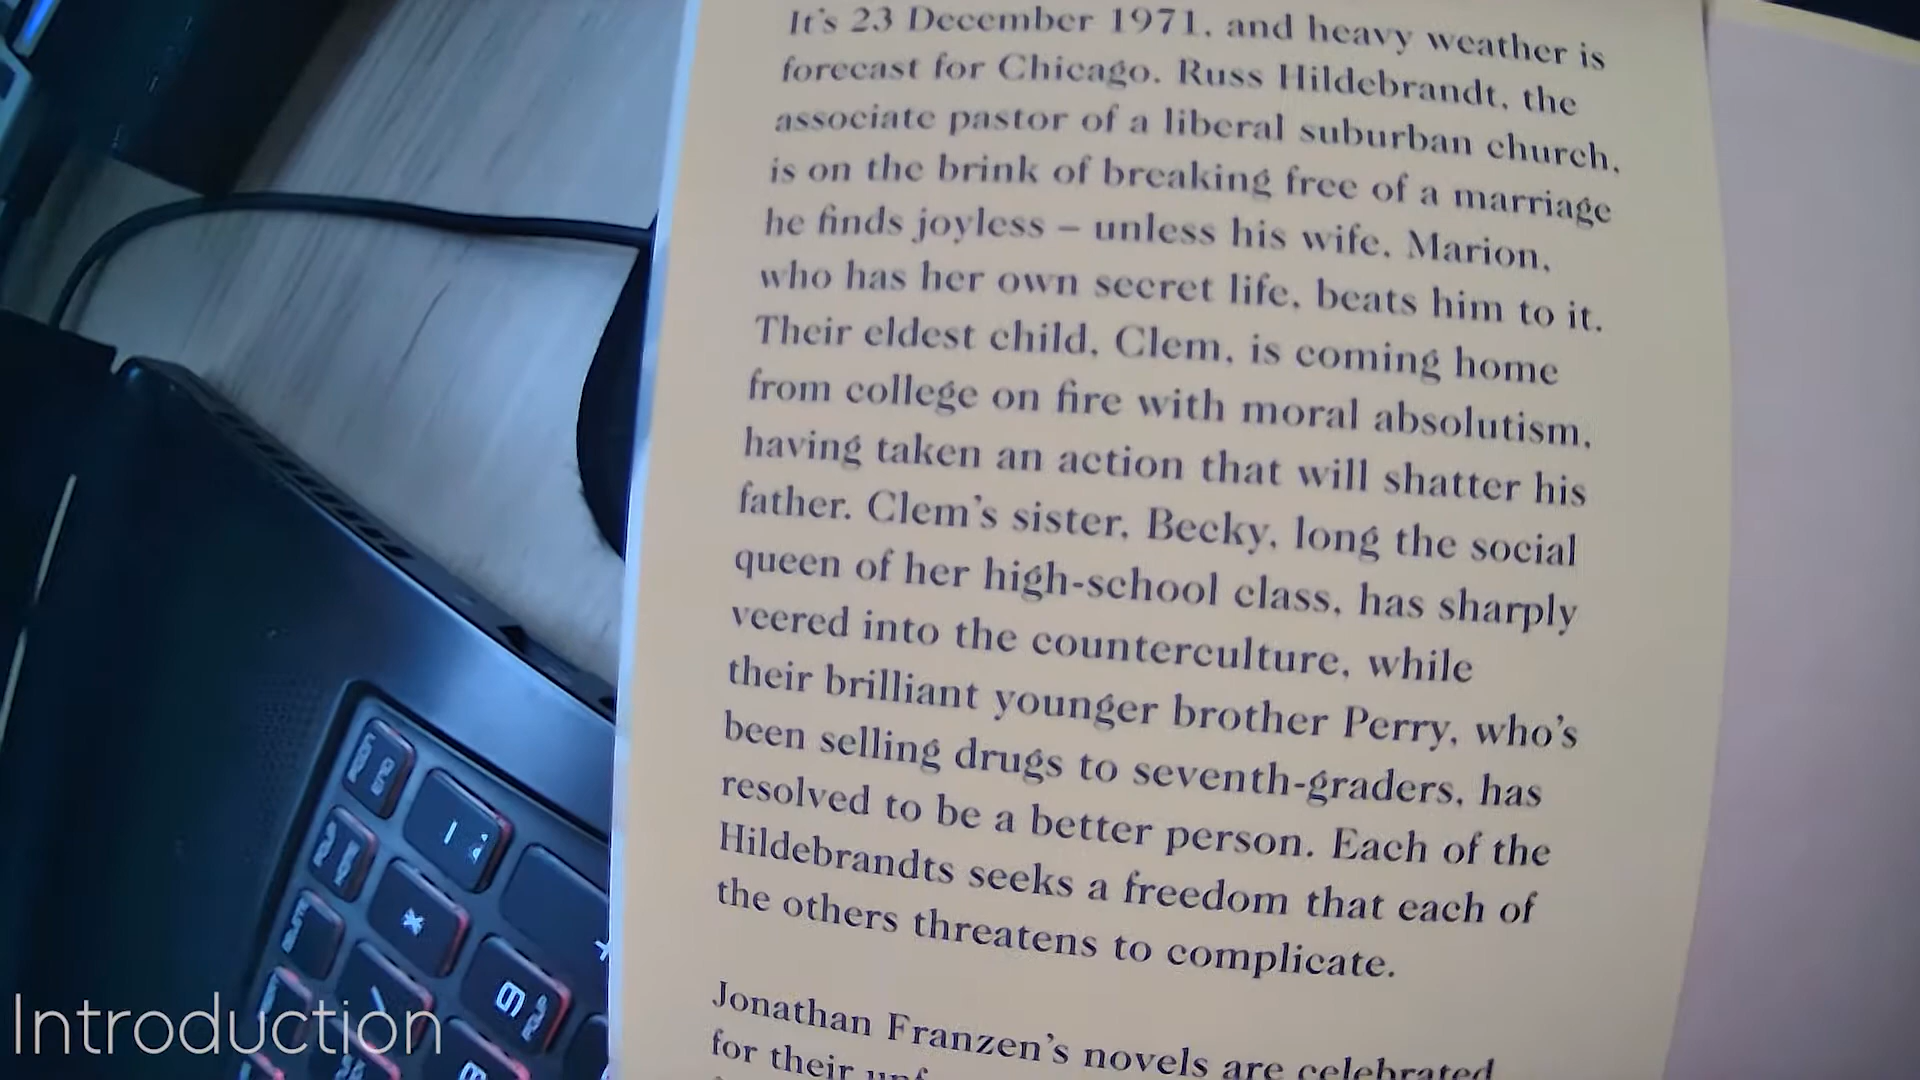 It's 23 December 1971, and heavy weather is
forecast for Chicago. Russ Hildebrandt, the
associate pastor of a liberal suburban church,
is on the brink of breaking free of a marriage
he finds joyless – unless his wife, Marion,
who has her own secret life, beats him to it.
Their eldest child, Clem, is coming home
from college on fire with moral absolutism,
having taken an action that will shatter his
father. Clem's sister, Becky, long the social
queen of her high-school class, has sharply
veered into the counterculture, while
their brilliant younger brother Perry, who's
been selling drugs to seventh-graders, has
resolved to be a better person. Each of the
Hildebrandts seeks a freedom that each of
the others threatens to complicate.
Jonathan Franzen's novels are celebrated
for their
Introduction